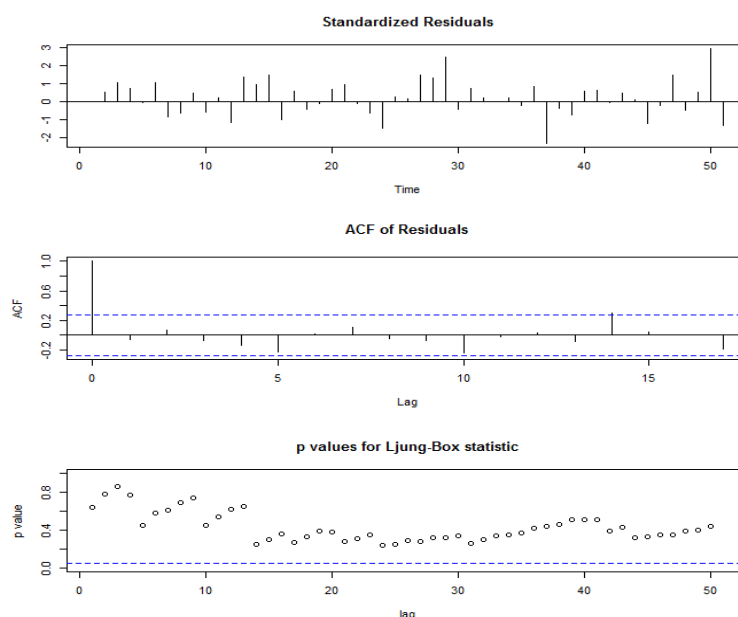 Standardized Residuals
3
2
1
0
-1
-2
0 10 20 30 40 50
Time
ACF of Residuals
1.0
0.6
0.2
-0.2
ACF
0 5 10 15
Lag
p values for Ljung-Box statistic
0.8
0.4
0.0
p value
0 10 20 30 40 50
lag